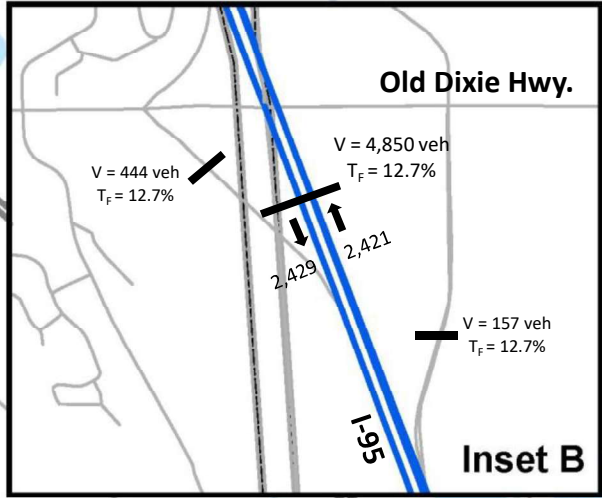 Old Dixie Hwy.
V = 4,850 veh
T_F = 12.7%
V = 444 veh
T_F = 12.7%
2,429
2,421
V = 157 veh
T_F = 12.7%
I-95
Inset B